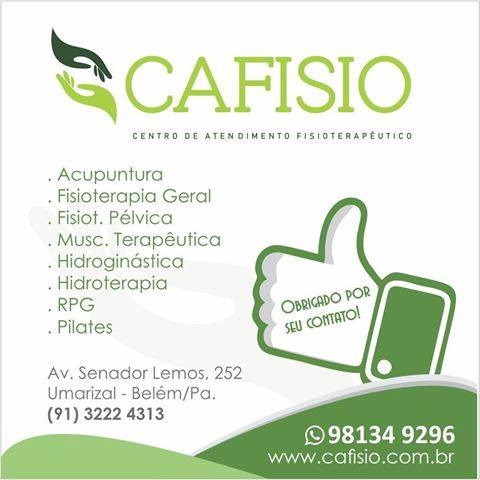 CAFISIO
CENTRO DE ATENDIMENTO FISIOTERAPÊUTICO
. Acupuntura
. Fisioterapia Geral
. Fisiot. Pélvica
. Musc. Terapêutica
. Hidroginástica
. Hidroterapia
. RPG
. Pilates
OBRIGADO POR
SEU CONTATO!
Av. Senador Lemos, 252
Umarizal - Belém/Pa.
(91) 3222 4313
98134 9296
www.cafisio.com.br